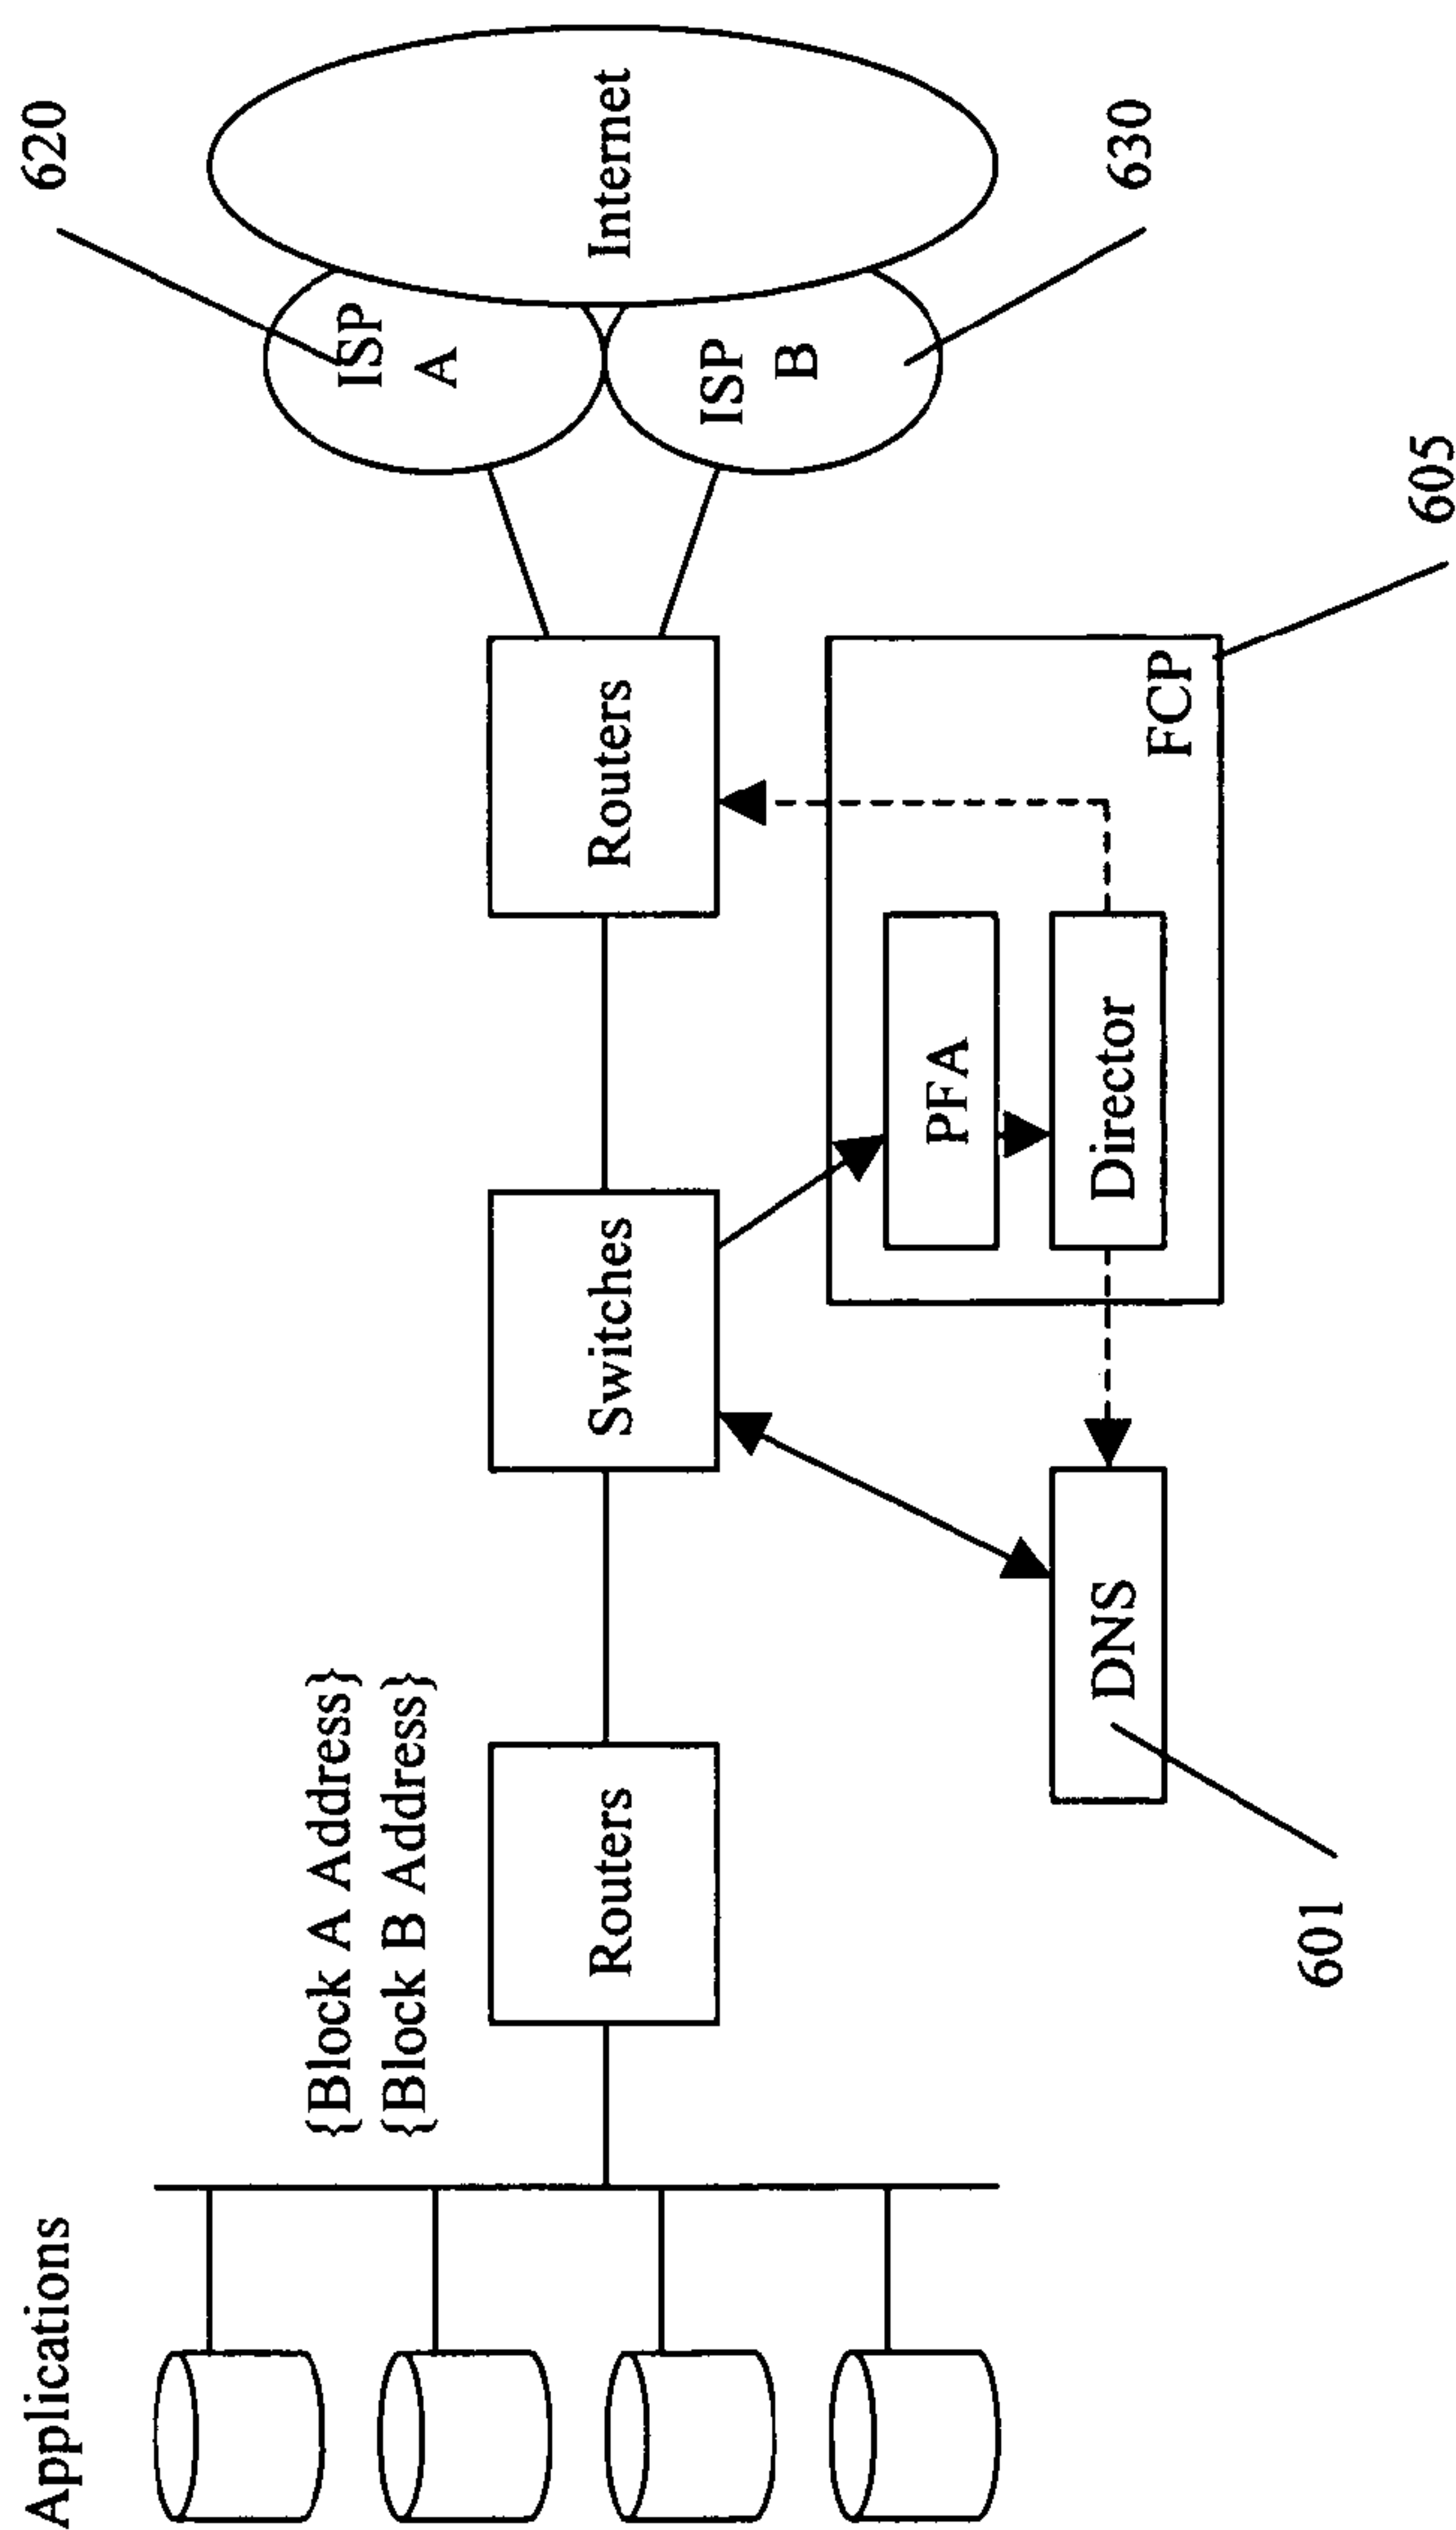 Applications
{Block A Address}
{Block B Address}
Routers
Switches
Routers
ISP
A
ISP
B
Internet
620
630
PFA
Director
FCP
605
DNS
601